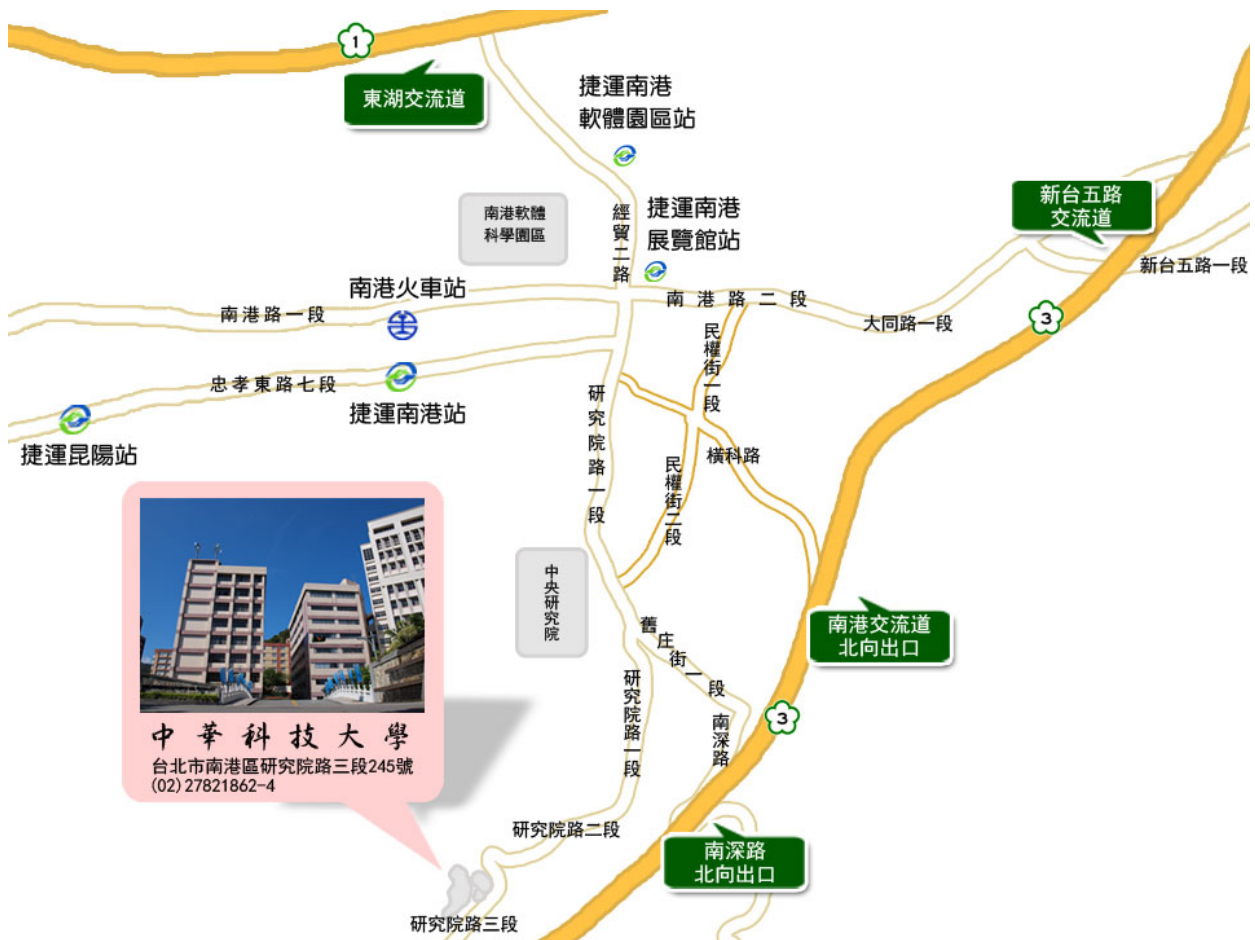 1
東湖交流道
捷運南港
軟體園區站
南港軟體
科學園區
經貿二路
捷運南港
展覽館站
新台五路
交流道
新台五路一段
南港火車站
南港路一段
南港路二段
大同路一段
3
民權街一段
忠孝東路七段
捷運南港站
捷運昆陽站
研究院路一段
橫科路
民權街二段
中央研究院
南港交流道
北向出口
舊庄街一段
研究院路一段
南深路
3
中華科技大學
台北市南港區研究院路三段245號
(02)27821862-4
研究院路二段
南深路
北向出口
研究院路三段